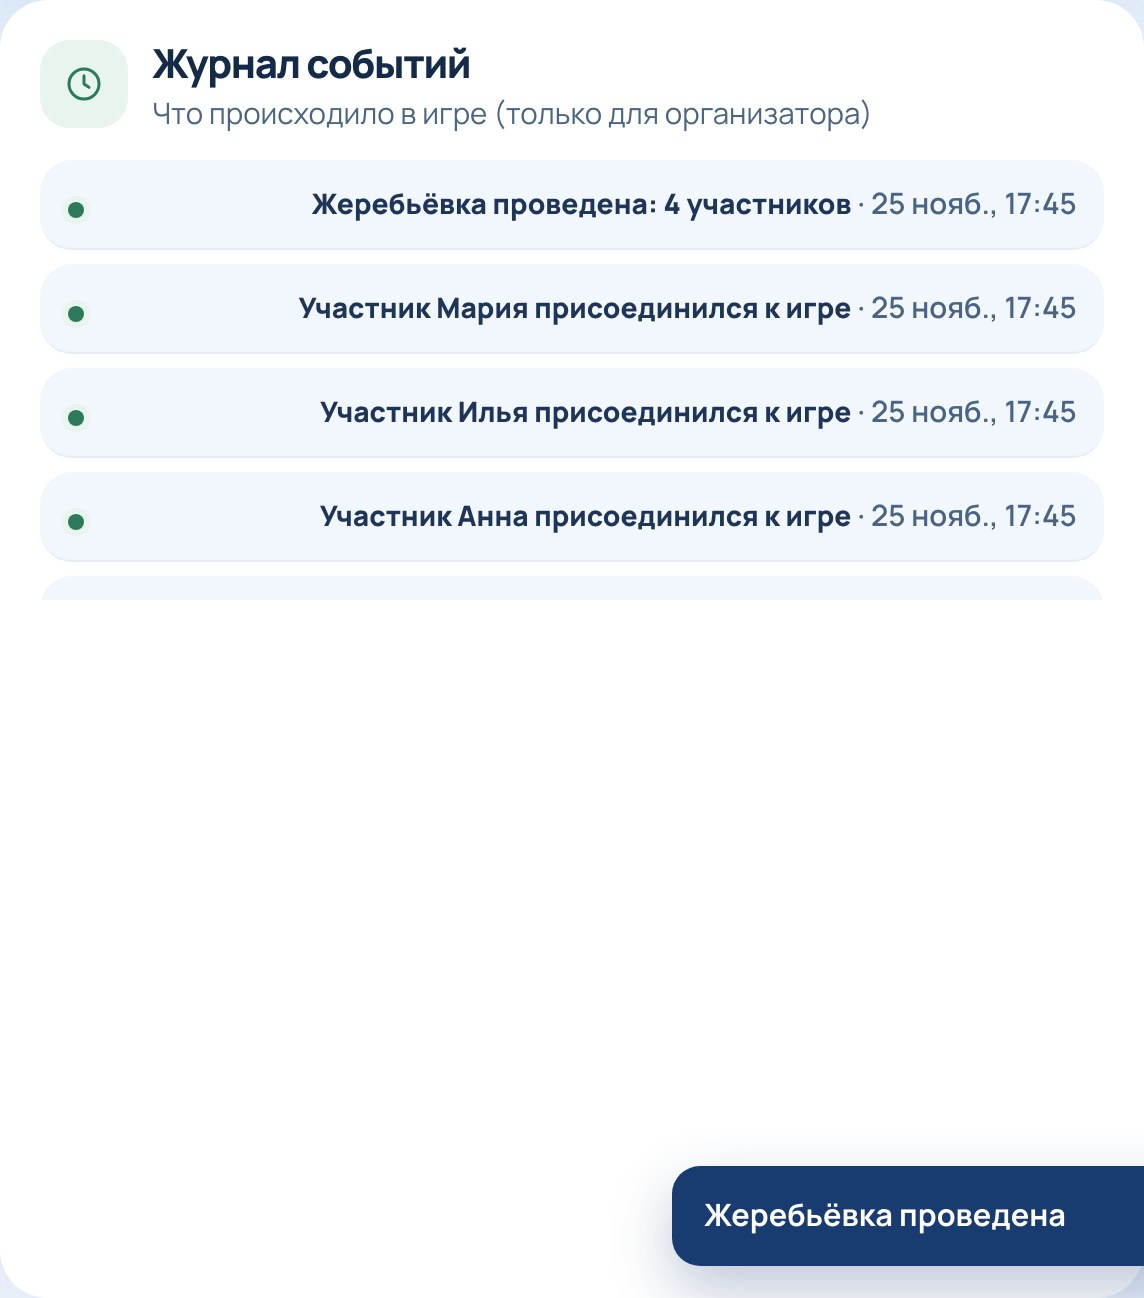 Журнал событий
Что происходило в игре (только для организатора)
Жеребьёвка проведена: 4 участников · 25 нояб., 17:45
Участник Мария присоединился к игре · 25 нояб., 17:45
Участник Илья присоединился к игре · 25 нояб., 17:45
Участник Анна присоединился к игре · 25 нояб., 17:45
Жеребьёвка проведена